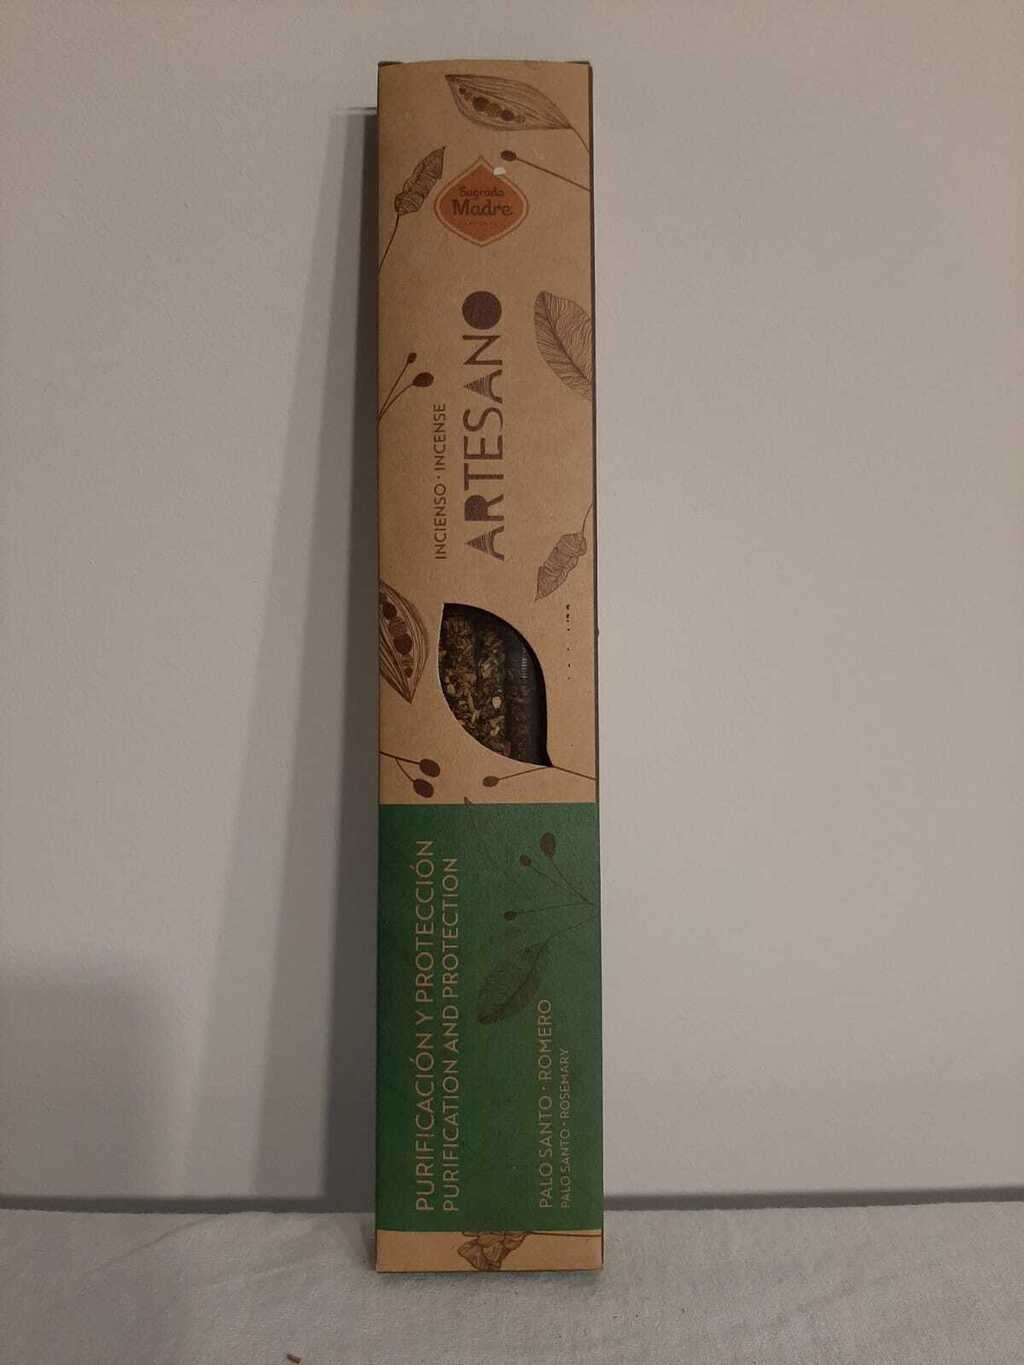 Sagrada
Madre
INCIENSO · INCENSE
ARTESANO
PURIFICACIÓN Y PROTECCIÓN
PURIFICATION AND PROTECTION
PALO SANTO · ROMERO
PALO SANTO · ROSEMARY